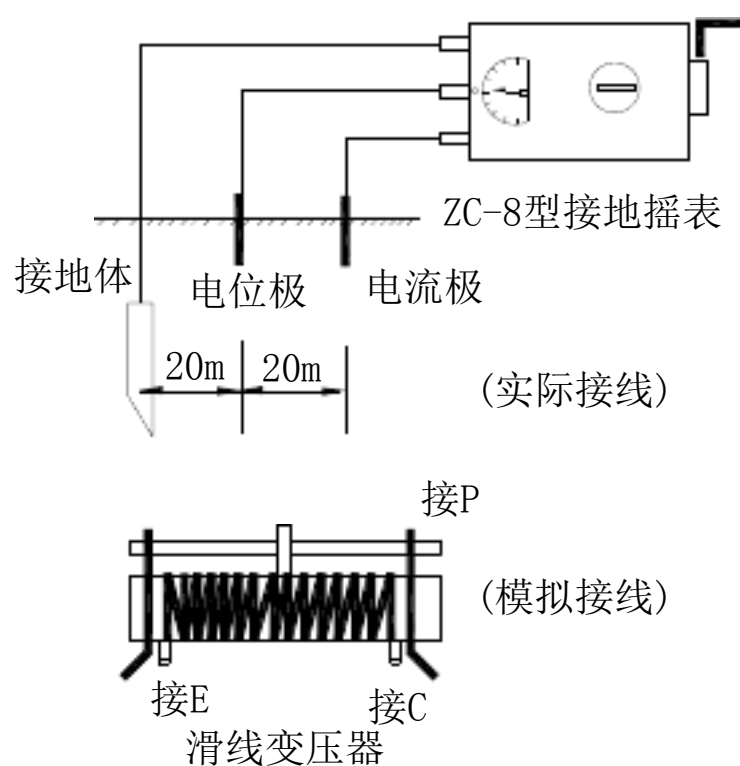 ZC-8型接地摇表
接地体
电位极
电流极
20m
20m
(实际接线)
接P
(模拟接线)
接E
接C
滑线变压器